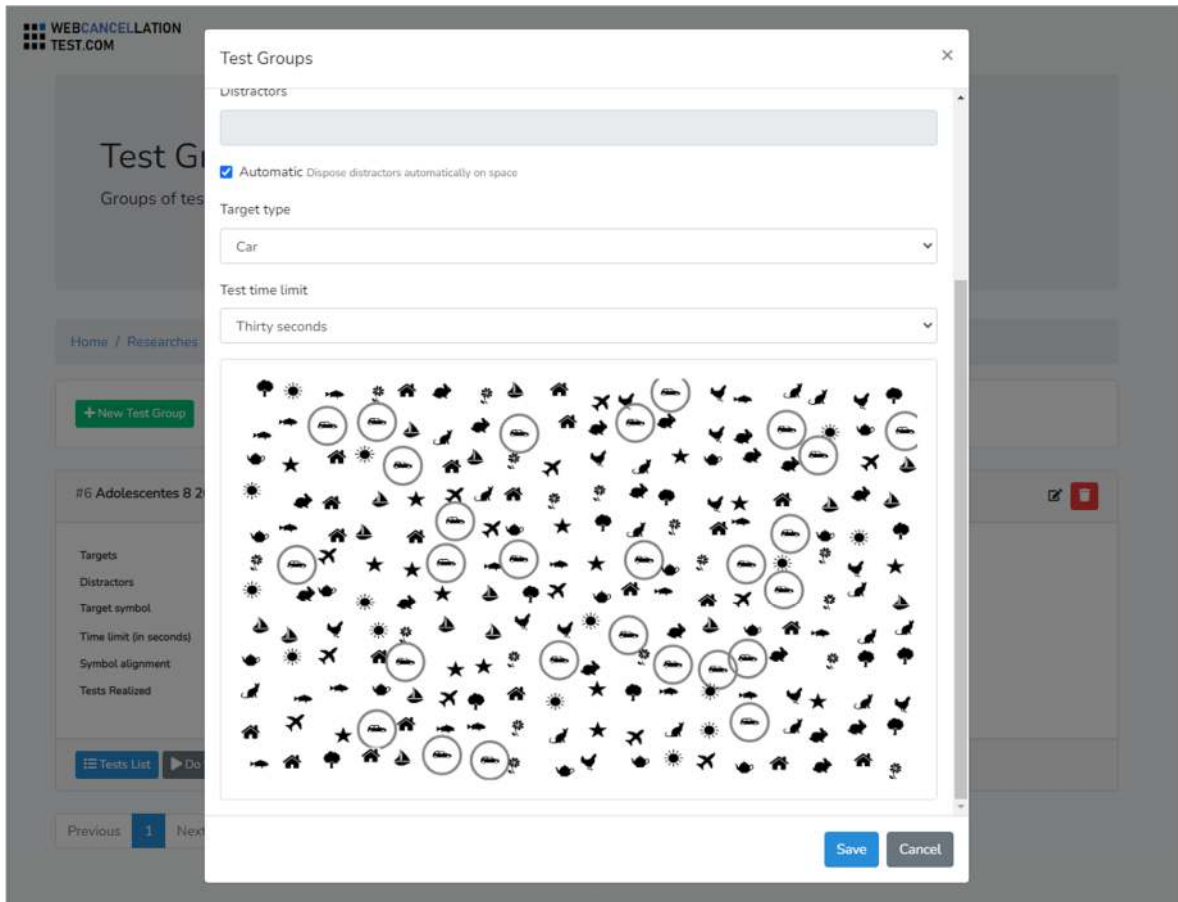 WEBCANCELLATION
TEST.COM
Test Groups
×
Distractors
Test Gr
Groups of tes
Automatic Dispose distractors automatically on space
Target type
Car
Test time limit
Thirty seconds
Home / Researches
+ New Test Group
#6 Adolescentes 8 2
Targets
Distractors
Target symbol
Time limit (in seconds)
Symbol alignment
Tests Realized
Tests List
Do
Previous 1 Next
Save Cancel